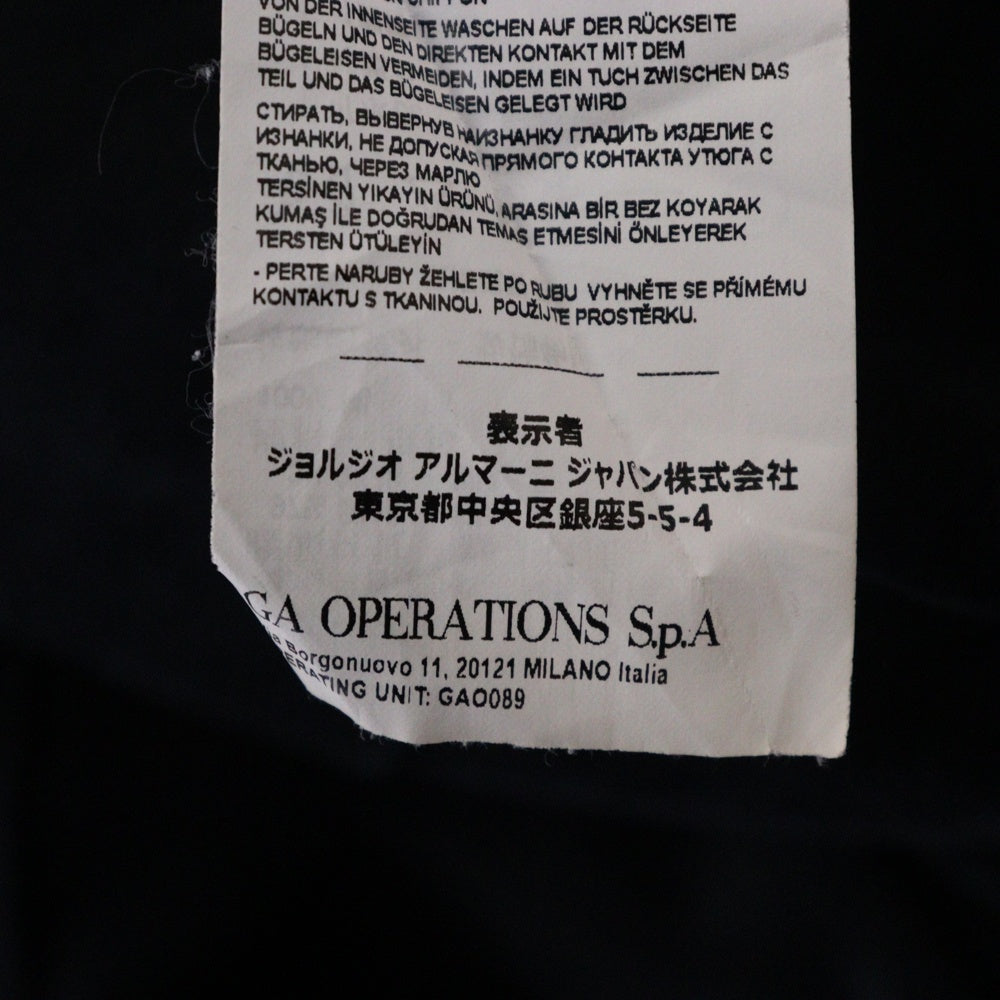 VON DER INNENSEITE WASCHEN AUF DER RÜCKSEITE
BÜGELN UND DEN DIREKTEN KONTAKT MIT DEM
BÜGELEISEN VERMEIDEN, INDEM EIN TUCH ZWISCHEN DAS
TEIL UND DAS BÜGELEISEN GELEGT WIRD
СТИРАТЬ, ВЫВЕРНУВ НАИЗНАНКУ ГЛАДИТЬ ИЗДЕЛИЕ С
ИЗНАНКИ, НЕ ДОПУСКАЯ ПРЯМОГО КОНТАКТА УТЮГА С
ТКАНЬЮ, ЧЕРЕЗ МАРЛЮ
TERSİNEN YIKAYIN ÜRÜNÜ, ARASINA BİR BEZ KOYARAK
KUMAŞ İLE DOĞRUDAN TEMAS ETMESİNİ ÖNLEYEREK
TERSTEN ÜTÜLEYİN
- PERTE NARUBY ŽEHLETE PO RUBU VYHNĚTE SE PŘÍMÉMU
KONTAKTU S TKANINOU. POUŽIJTE PROSTĚRKU.
表示者
ジョルジオ アルマーニ ジャパン株式会社
東京都中央区銀座5-5-4
GA OPERATIONS S.p.A
Borgonuovo 11, 20121 MILANO Italia
ERATING UNIT: GAO089